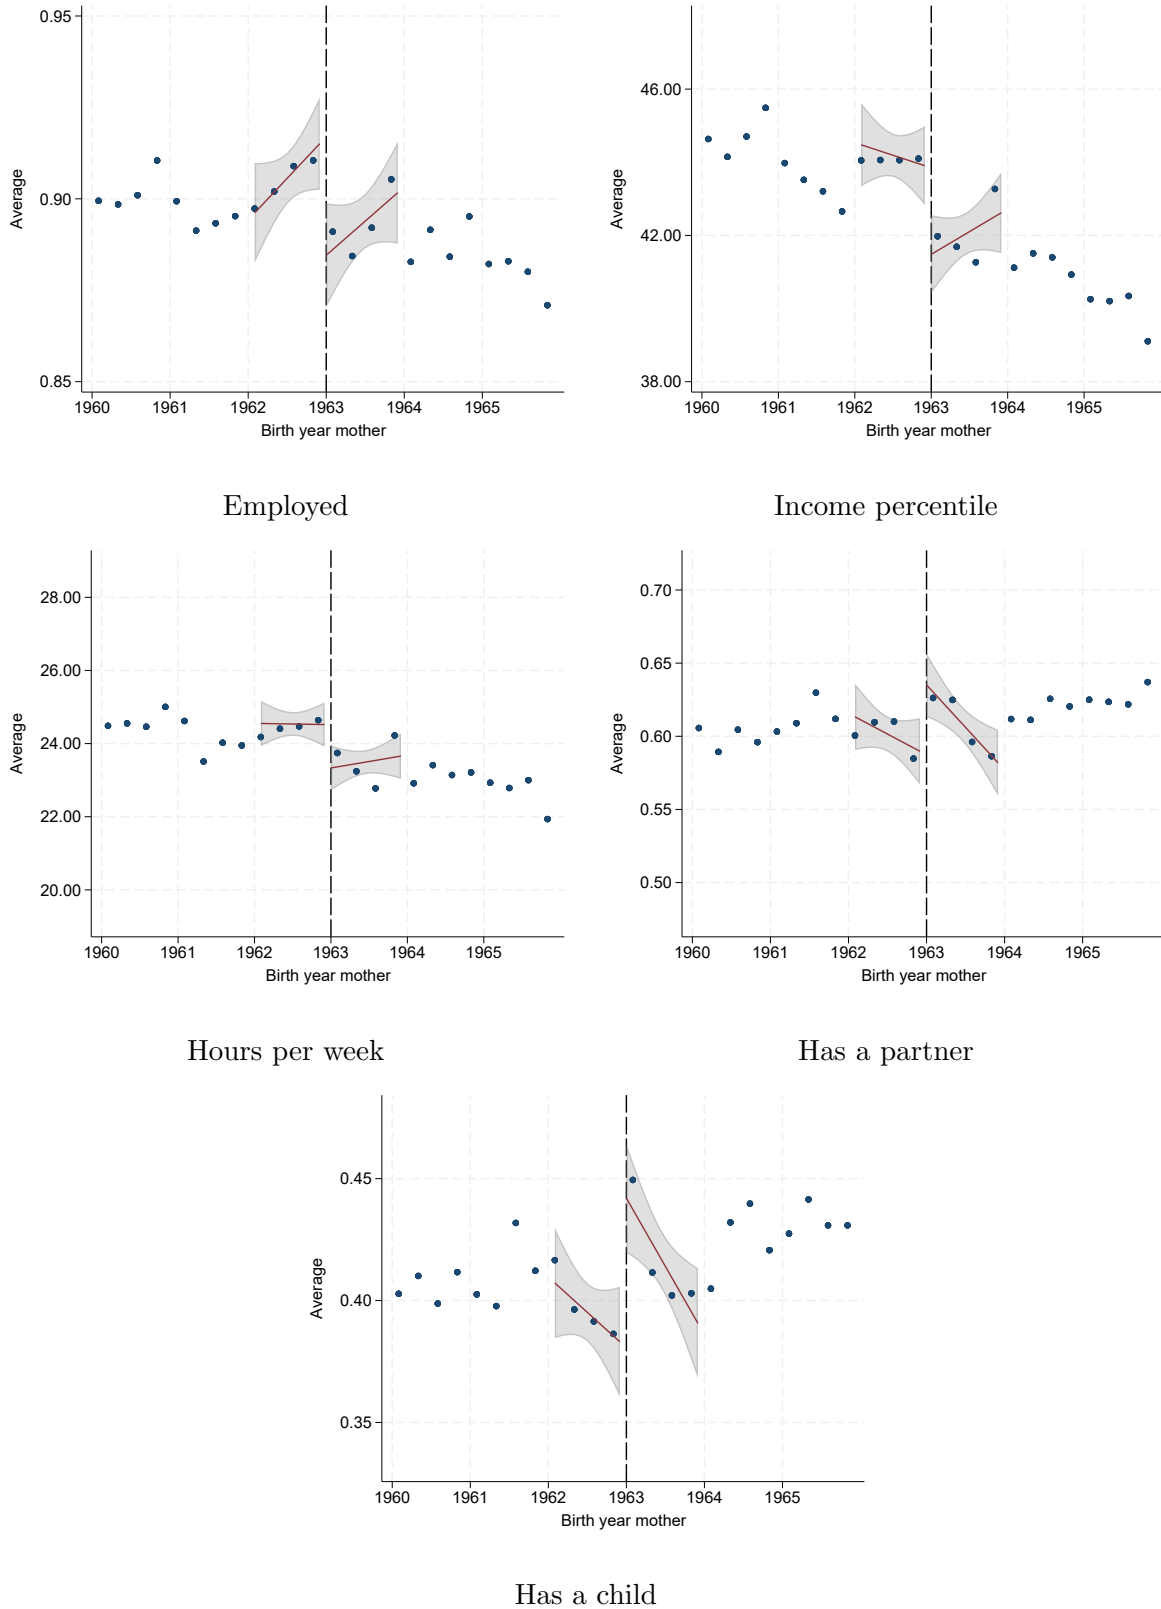 0.95
0.90
0.85
Average
1960 1961 1962 1963 1964 1965
Birth year mother
Employed
46.00
42.00
38.00
Average
1960 1961 1962 1963 1964 1965
Birth year mother
Income percentile
28.00
26.00
24.00
22.00
20.00
Average
1960 1961 1962 1963 1964 1965
Birth year mother
Hours per week
0.70
0.65
0.60
0.55
0.50
Average
1960 1961 1962 1963 1964 1965
Birth year mother
Has a partner
0.45
0.40
0.35
Average
1960 1961 1962 1963 1964 1965
Birth year mother
Has a child